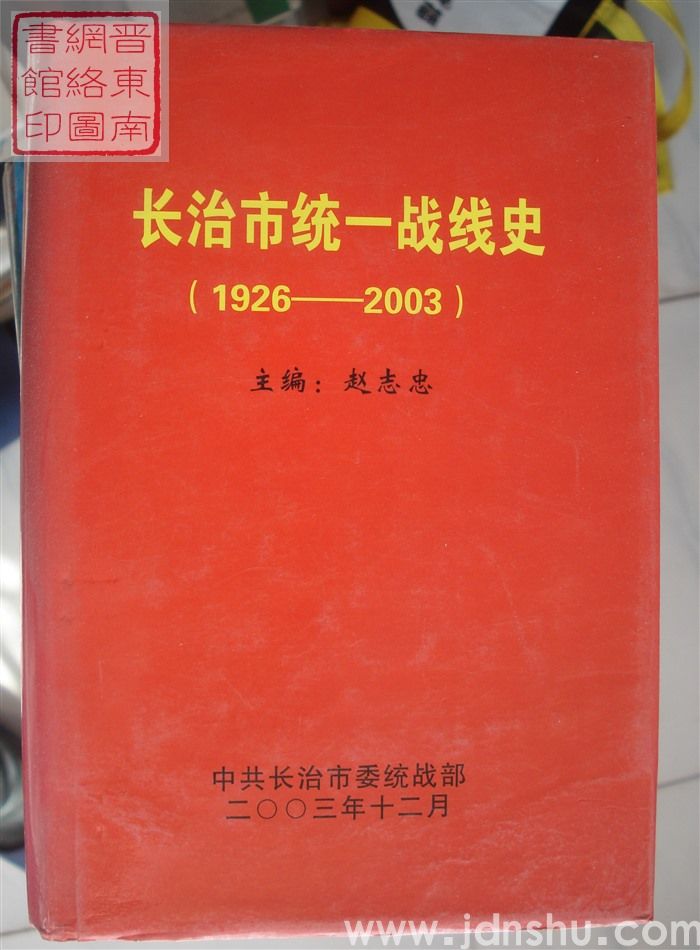 晋東南
網絡圖
書館印
长治市统一战线史
（1926——2003）
主编：赵志忠
中共长治市委统战部
二〇〇三年十二月
www.jdnshu.com